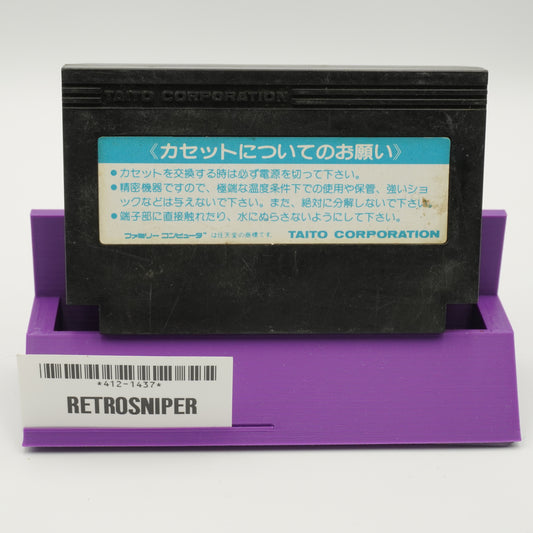 TAITO CORPORATION
《カセットについてのお願い》
●カセットを交換する時は必ず電源を切って下さい。
●精密機器ですので、極端な温度条件下での使用や保管、強いショ
ックなどは与えないで下さい。また、絶対に分解しないで下さい。
●端子部に直接触れたり、水にぬらさないようにして下さい。
ファミリー コンピュータ™は任天堂の商標です。 TAITO CORPORATION
*412-1437*
RETROSNIPER